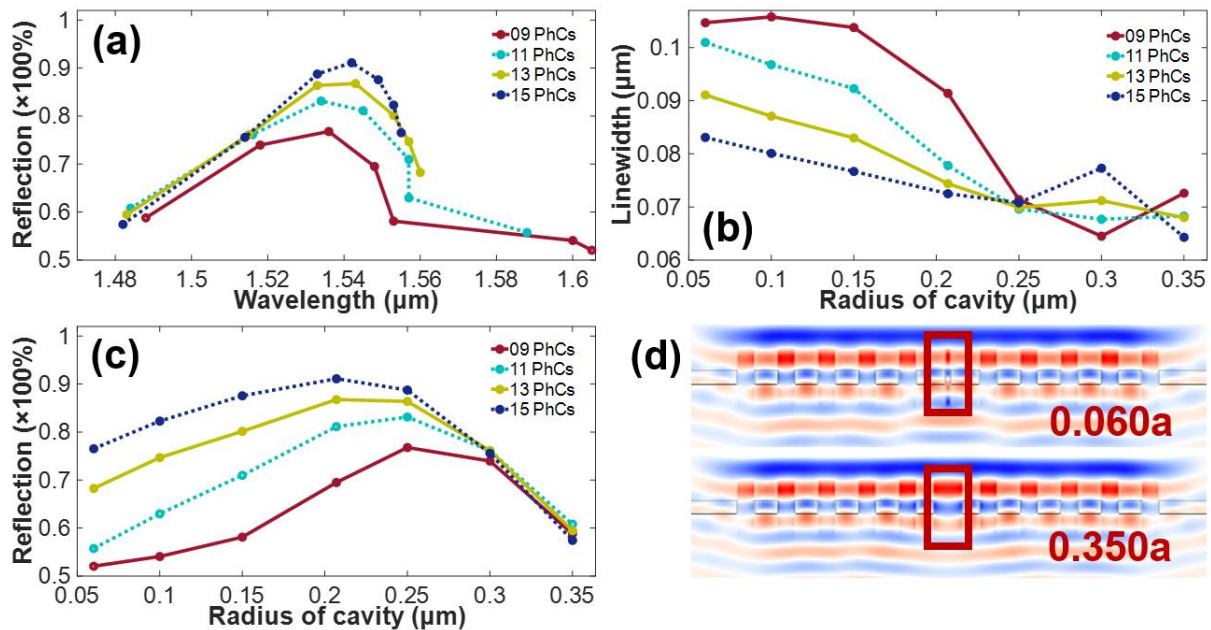 (a)
1
0.9
0.8
0.7
0.6
0.5
Reflection (×100%)
09 PhCs
11 PhCs
13 PhCs
15 PhCs
1.48
1.5
1.52
1.54
1.56
1.58
1.6
Wavelength (µm)
(b)
0.1
0.09
0.08
0.07
0.06
Linewidth (µm)
09 PhCs
11 PhCs
13 PhCs
15 PhCs
0.1
0.15
0.2
0.25
0.3
0.35
Radius of cavity (µm)
(c)
1
0.9
0.8
0.7
0.6
0.5
Reflection (×100%)
09 PhCs
11 PhCs
13 PhCs
15 PhCs
0.05
0.1
0.15
0.2
0.25
0.3
0.35
Radius of cavity (µm)
(d)
0.060a
0.350a